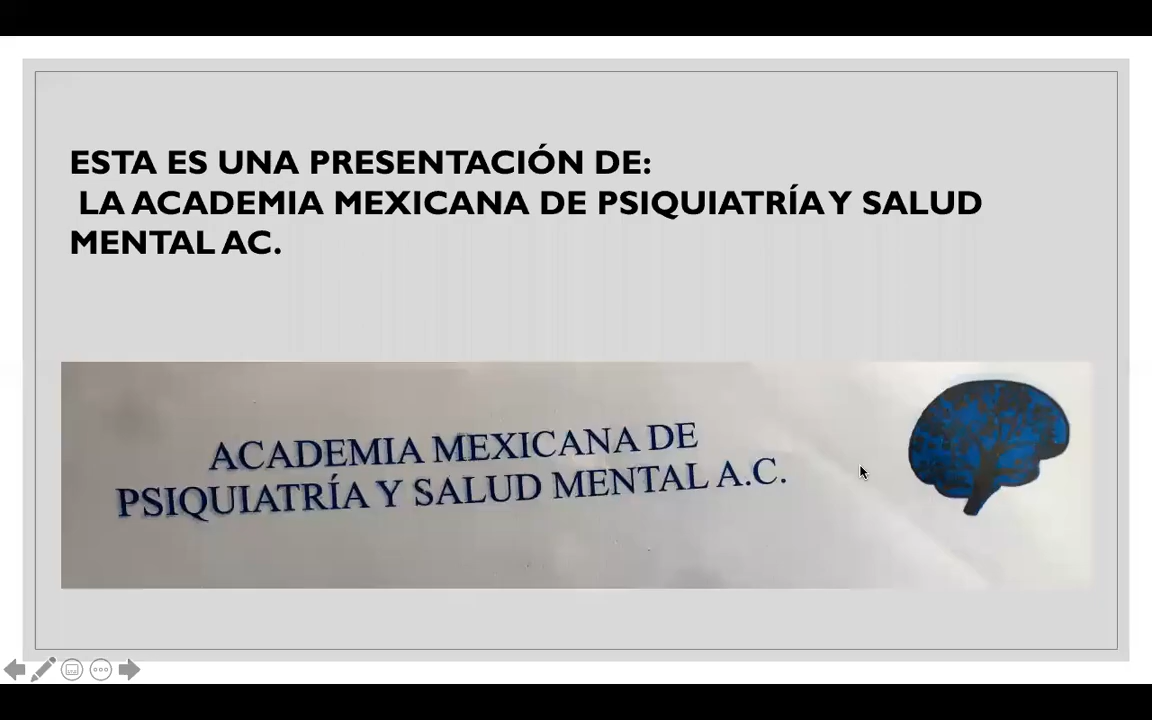 ESTA ES UNA PRESENTACIÓN DE:
LA ACADEMIA MEXICANA DE PSIQUIATRÍA Y SALUD
MENTAL AC.
ACADEMIA MEXICANA DE
PSIQUIATRÍA Y SALUD MENTAL A.C.